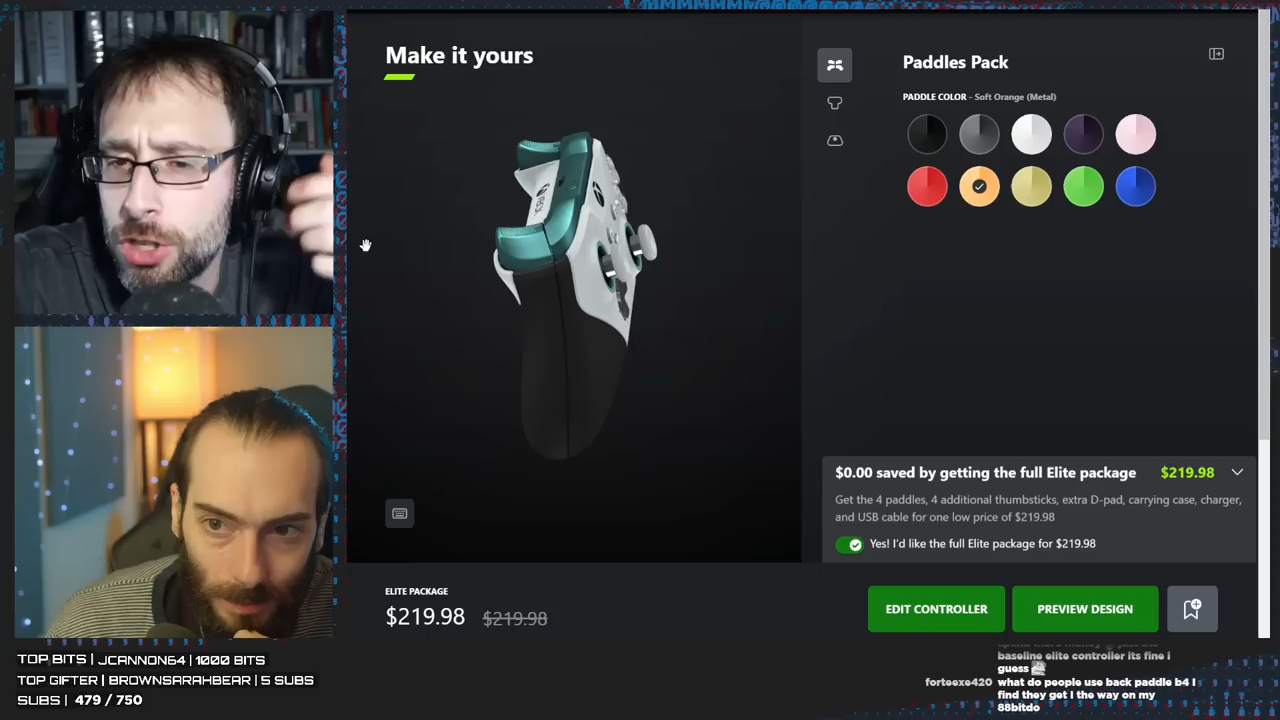 Make it yours
Paddles Pack
PADDLE COLOR - Soft Orange (Metal)
XBOX
$0.00 saved by getting the full Elite package $219.98
Get the 4 paddles, 4 additional thumbsticks, extra D-pad, carrying case, charger,
and USB cable for one low price of $219.98
Yes! I'd like the full Elite package for $219.98
ELITE PACKAGE
$219.98 $219.98
EDIT CONTROLLER
PREVIEW DESIGN
TOP BITS | JCANNON64 | 1000 BITS
TOP GIFTER | BROWNSARAHBEAR | 5 SUBS
SUBS | 479 / 750
baseline elite controller its fine i
guess
forteexe420 what do people use back paddle b4 I
find they get I the way on my
88bitdo